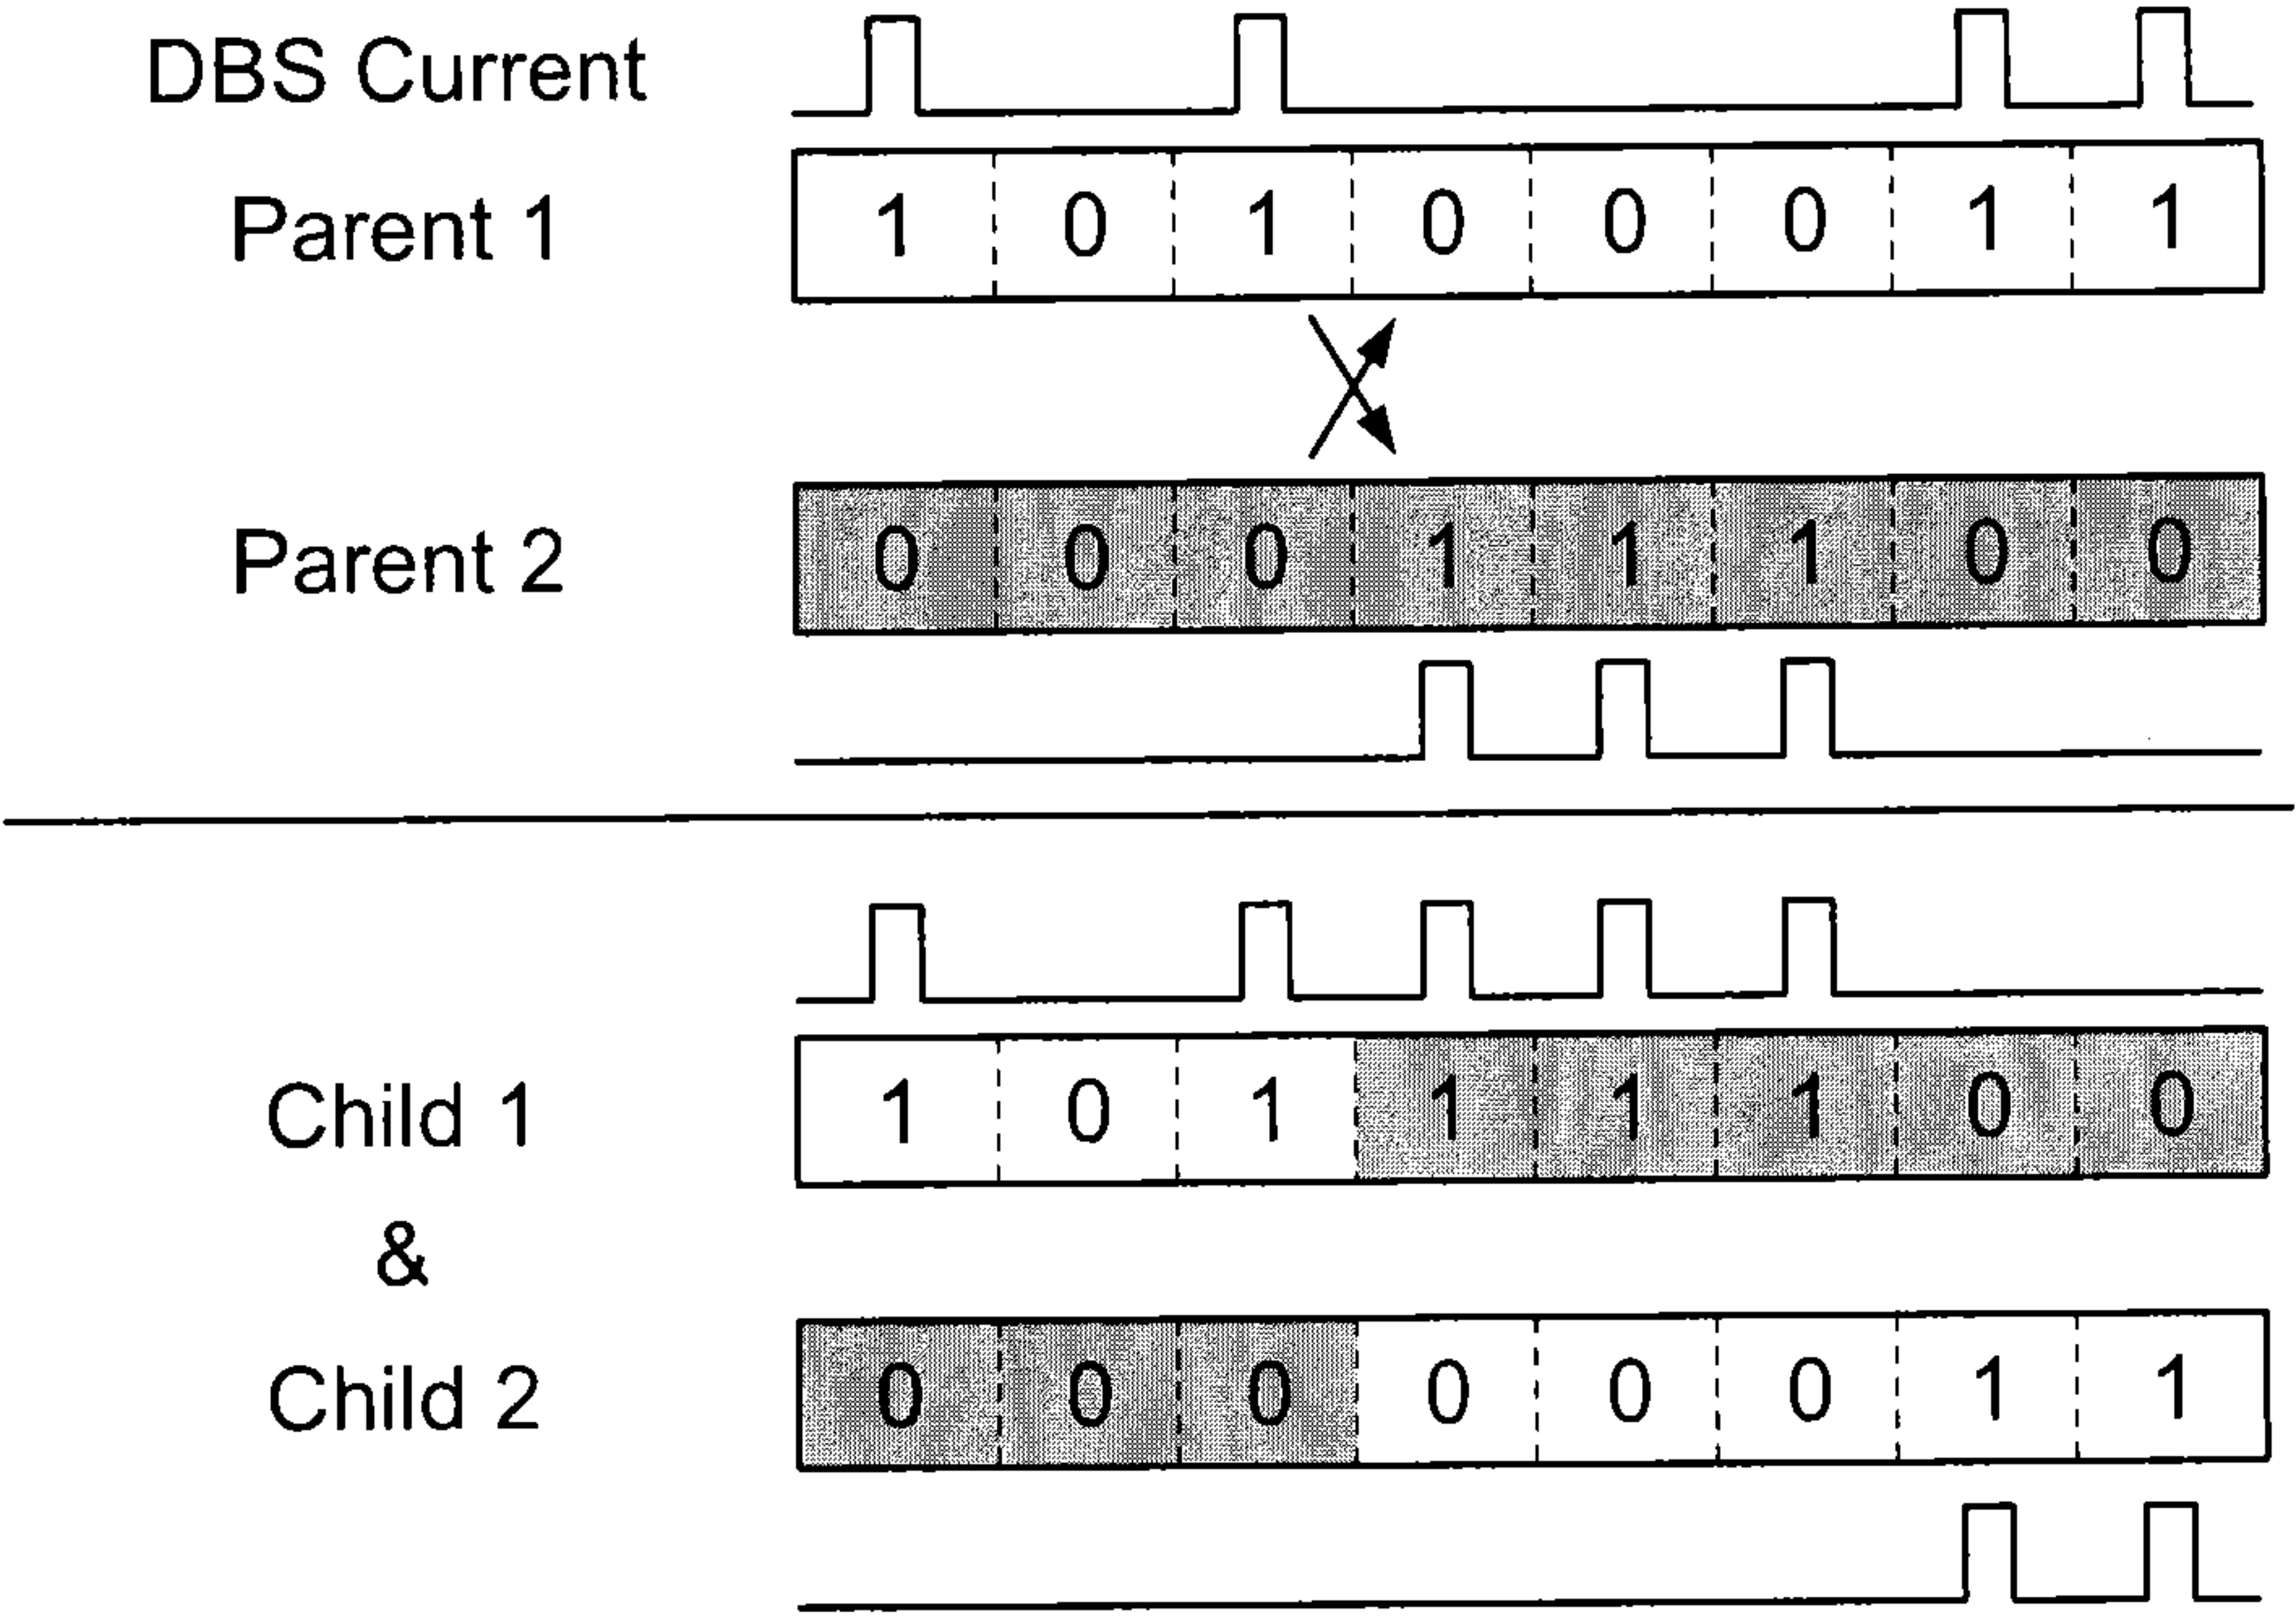 DBS Current
Parent 1 1 0 1 0 0 0 1 1
Parent 2 0 0 0 1 1 1 0 0
Child 1 1 0 1 1 1 1 0 0
&
Child 2 0 0 0 0 0 0 1 1